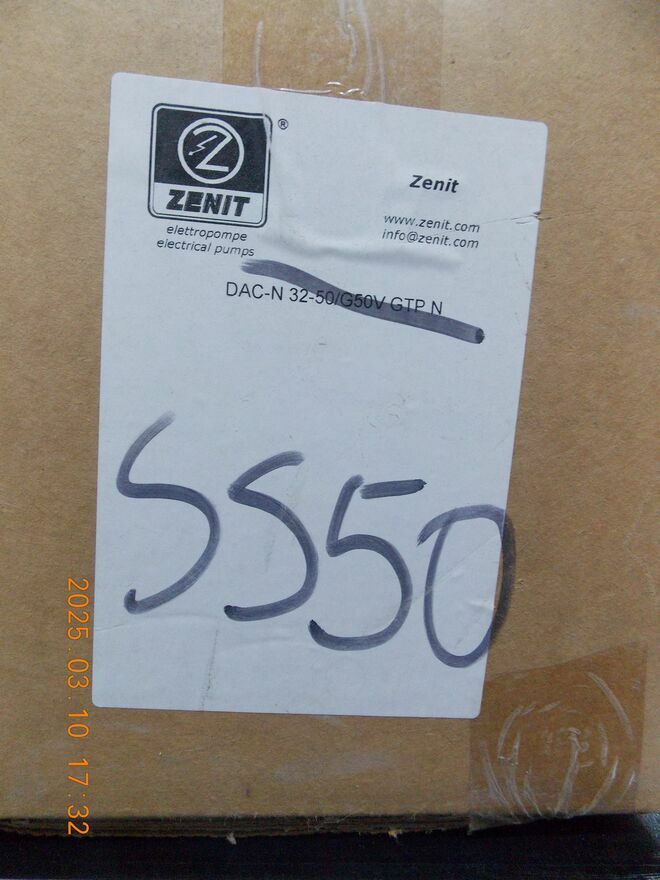 ZENIT
®
elettropompe
electrical pumps
Zenit
www.zenit.com
info@zenit.com
DAC-N 32-50/G50V GTP N
SS50
2025.03.10 17:32